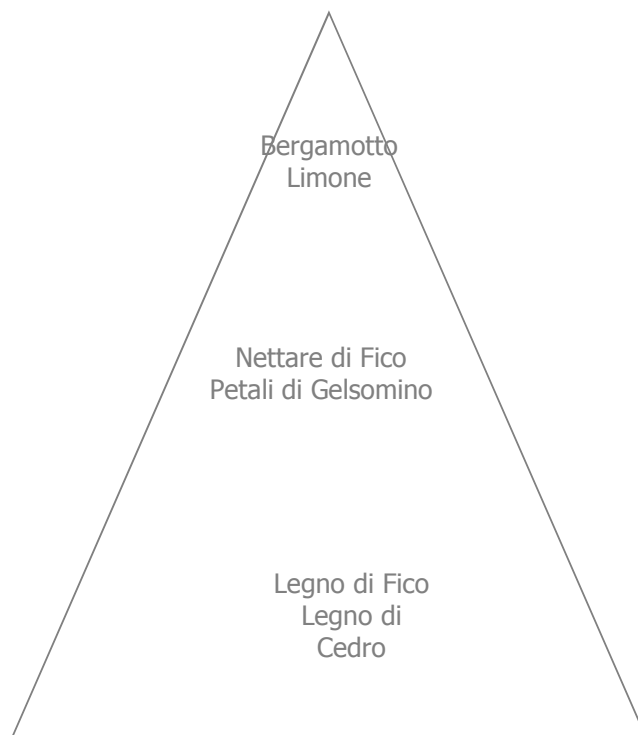 Bergamotto
Limone
Nettare di Fico
Petali di Gelsomino
Legno di Fico
Legno di
Cedro